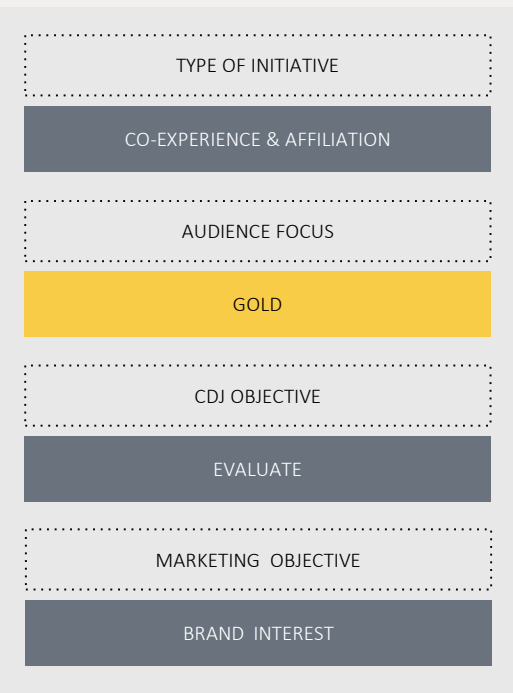 TYPE OF INITIATIVE
CO-EXPERIENCE & AFFILIATION
AUDIENCE FOCUS
GOLD
CDJ OBJECTIVE
EVALUATE
MARKETING OBJECTIVE
BRAND INTEREST